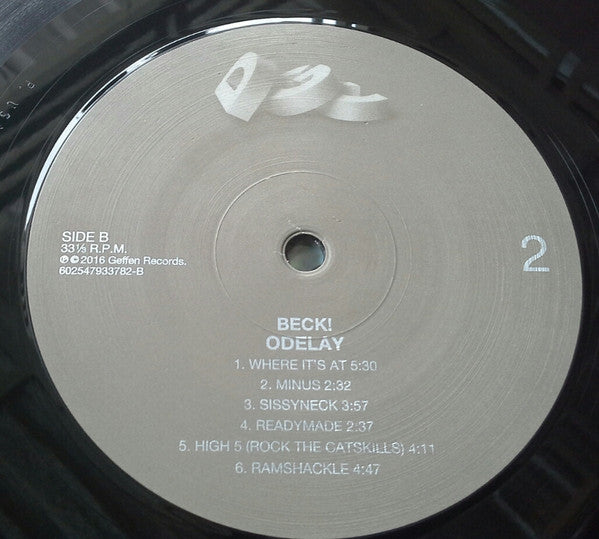 SIDE B
33⅓ R.P.M.
℗ © 2016 Geffen Records.
602547933782-B
2
BECK!
ODELAY
1. WHERE IT'S AT 5:30
2. MINUS 2:32
3. SISSYNECK 3:57
4. READYMADE 2:37
5. HIGH 5 (ROCK THE CATSKILLS) 4:11
6. RAMSHACKLE 4:47